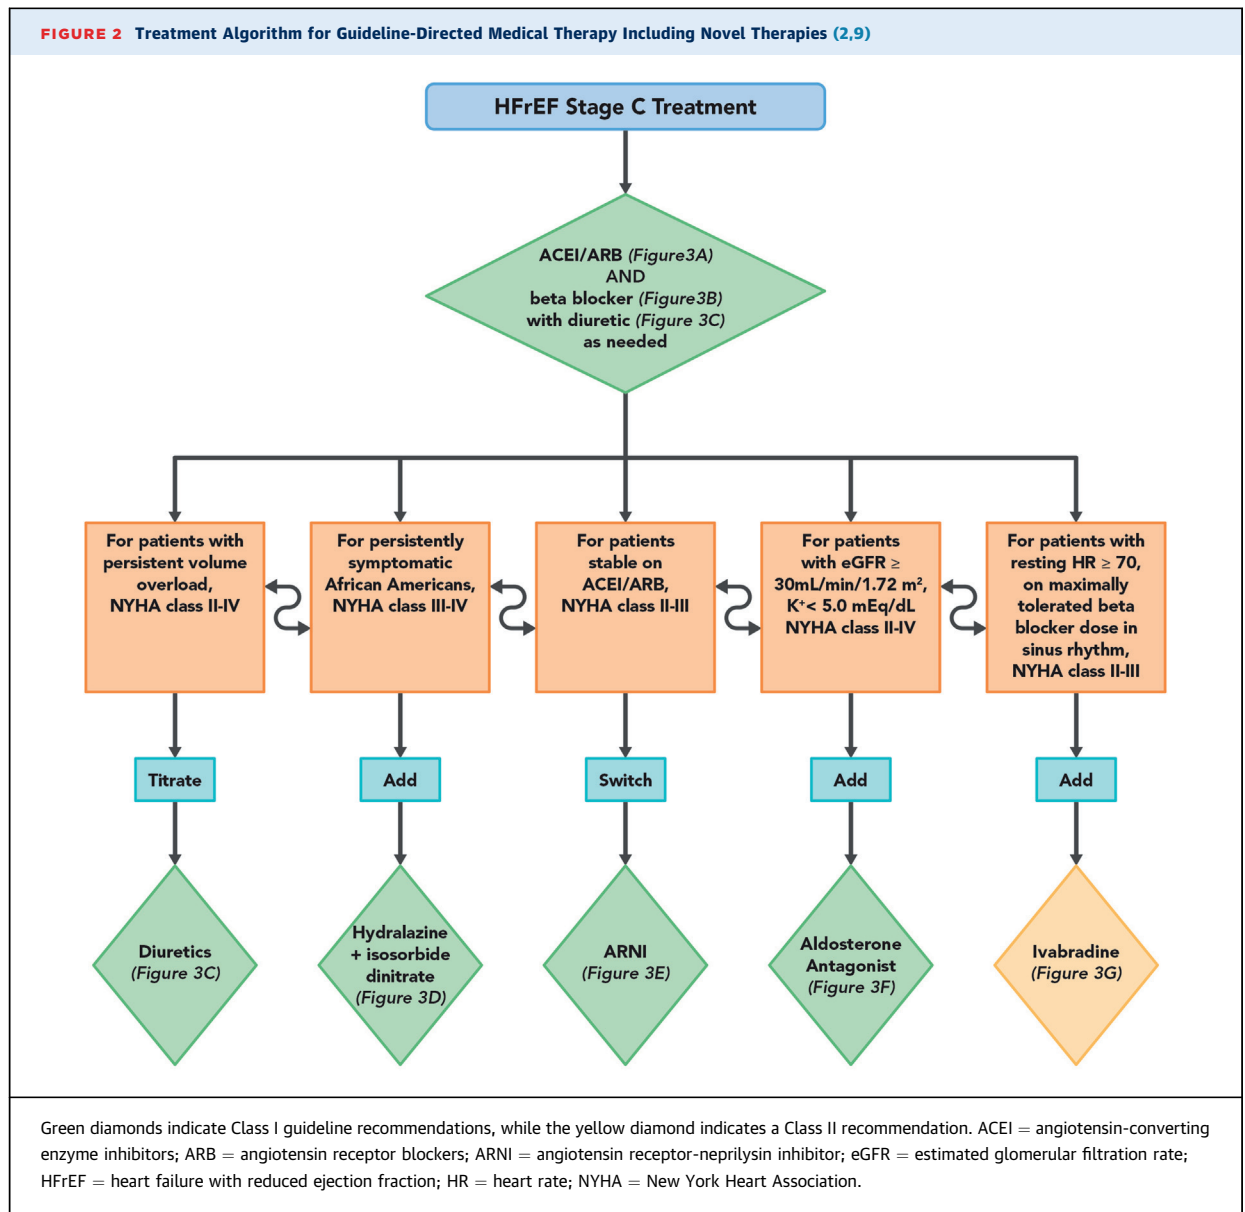 FIGURE 2 Treatment Algorithm for Guideline-Directed Medical Therapy Including Novel Therapies (2,9)
HFrEF Stage C Treatment
ACEI/ARB (Figure3A)
AND
beta blocker (Figure3B)
with diuretic (Figure 3C)
as needed
For patients with
persistent volume
overload,
NYHA class II-IV
For persistently
symptomatic
African Americans,
NYHA class III-IV
For patients
stable on
ACEI/ARB,
NYHA class II-III
For patients
with eGFR ≥
30mL/min/1.72 m²,
K⁺< 5.0 mEq/dL
NYHA class II-IV
For patients with
resting HR ≥ 70,
on maximally
tolerated beta
blocker dose in
sinus rhythm,
NYHA class II-III
Titrate
Add
Switch
Add
Add
Diuretics
(Figure 3C)
Hydralazine
+ isosorbide
dinitrate
(Figure 3D)
ARNI
(Figure 3E)
Aldosterone
Antagonist
(Figure 3F)
Ivabradine
(Figure 3G)
Green diamonds indicate Class I guideline recommendations, while the yellow diamond indicates a Class II recommendation. ACEI = angiotensin-converting
enzyme inhibitors; ARB = angiotensin receptor blockers; ARNI = angiotensin receptor-neprilysin inhibitor; eGFR = estimated glomerular filtration rate;
HFrEF = heart failure with reduced ejection fraction; HR = heart rate; NYHA = New York Heart Association.